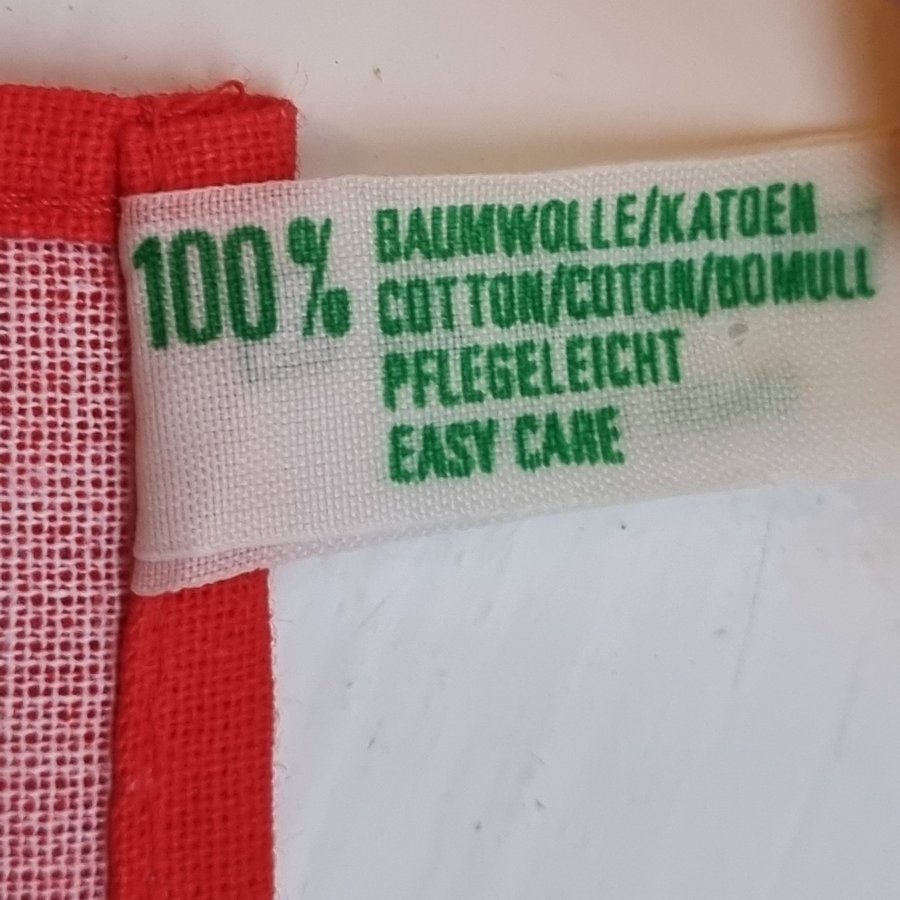 100% BAUMWOLLE/KATOEN
COTTON/COTON/BOMULL
PFLEGELEICHT
EASY CARE